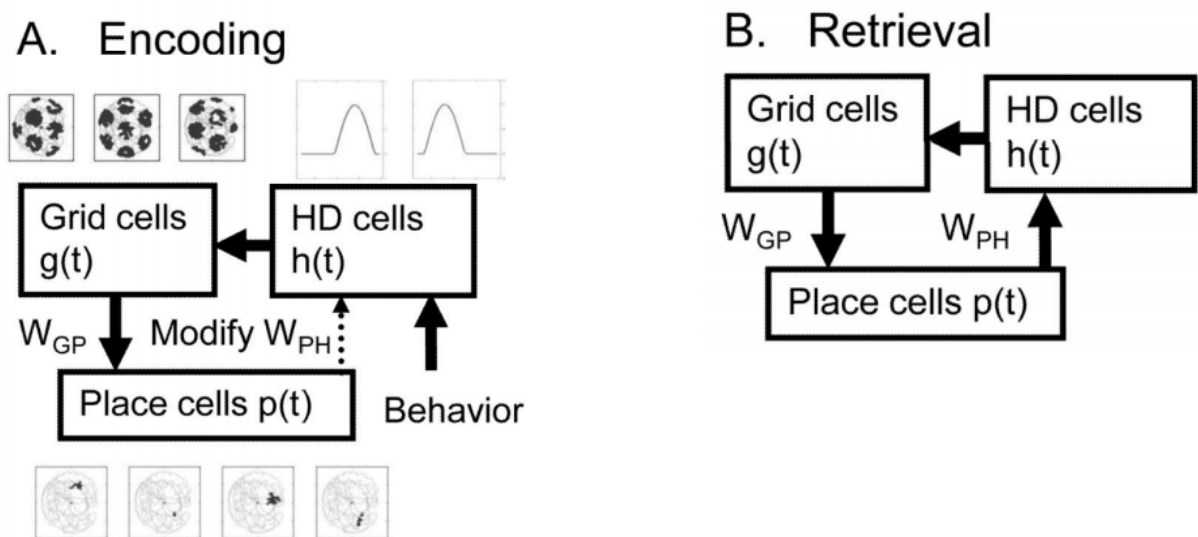 A. Encoding
Grid cells
g(t)
HD cells
h(t)
W_GP
Modify W_PH
Place cells p(t)
Behavior
B. Retrieval
Grid cells
g(t)
HD cells
h(t)
W_GP
W_PH
Place cells p(t)